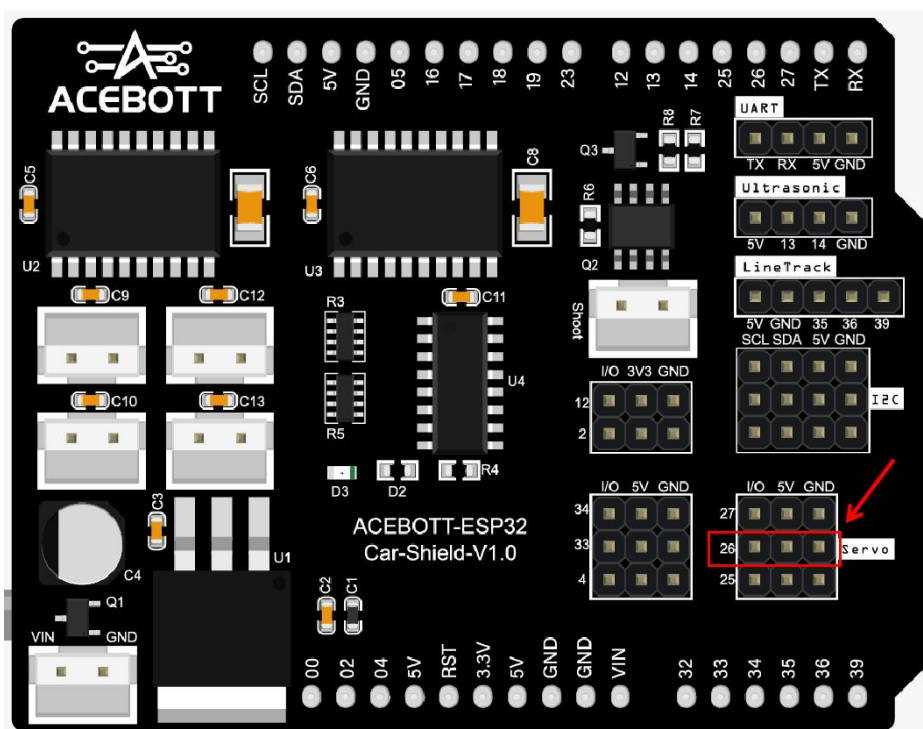 ACEBOTT
SCL SDA 5V GND 05 16 17 18 19 23 12 13 14 25 26 27 TX RX
UART
TX RX 5V GND
R8 R7
Q3
C5
C6
C8
R6
Ultrasonic
5V 13 14 GND
U2
U3
Q2
LineTrack
5V GND 35 36 39
C9
C12
C11
Shoot
R3
U4
SCL SDA 5V GND
I2C
I/O 3V3 GND
12
2
C10
C13
R5
D3
D2
R4
C3
I/O 5V GND
34
33
4
I/O 5V GND
27
26
25
Servo
ACEBOTT-ESP32
Car-Shield-V1.0
C4
U1
Q1
C2
C1
VIN GND
00 02 04 5V RST 3.3V 5V GND GND VIN 32 33 34 35 36 39